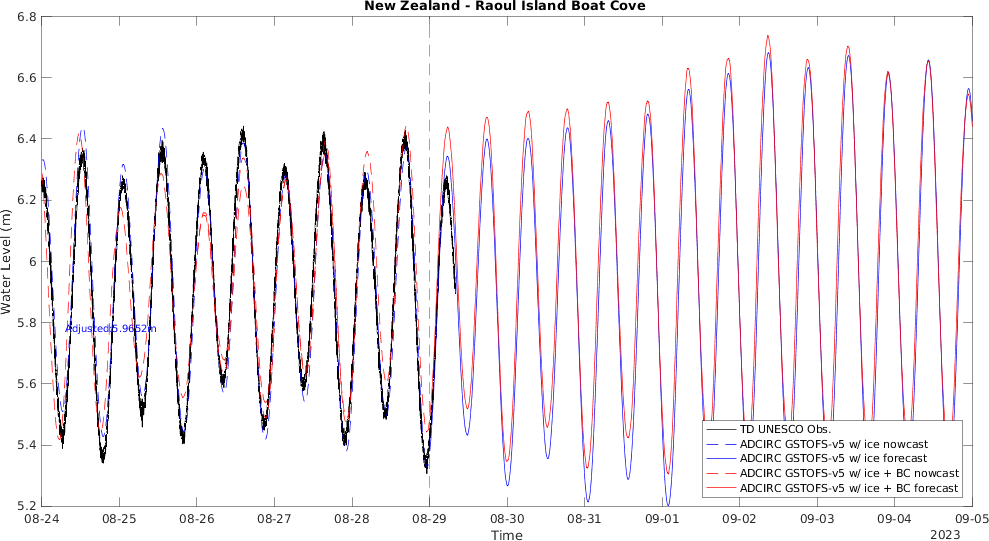 New Zealand - Raoul Island Boat Cove
Water Level (m)
6.8
6.6
6.4
6.2
6
5.8
5.6
5.4
5.2
Adjusted:5.9652m
TD UNESCO Obs.
ADCIRC GSTOFS-v5 w/ ice nowcast
ADCIRC GSTOFS-v5 w/ ice forecast
ADCIRC GSTOFS-v5 w/ ice + BC nowcast
ADCIRC GSTOFS-v5 w/ ice + BC forecast
08-24 08-25 08-26 08-27 08-28 08-29 08-30 08-31 09-01 09-02 09-03 09-04 09-05
Time
2023